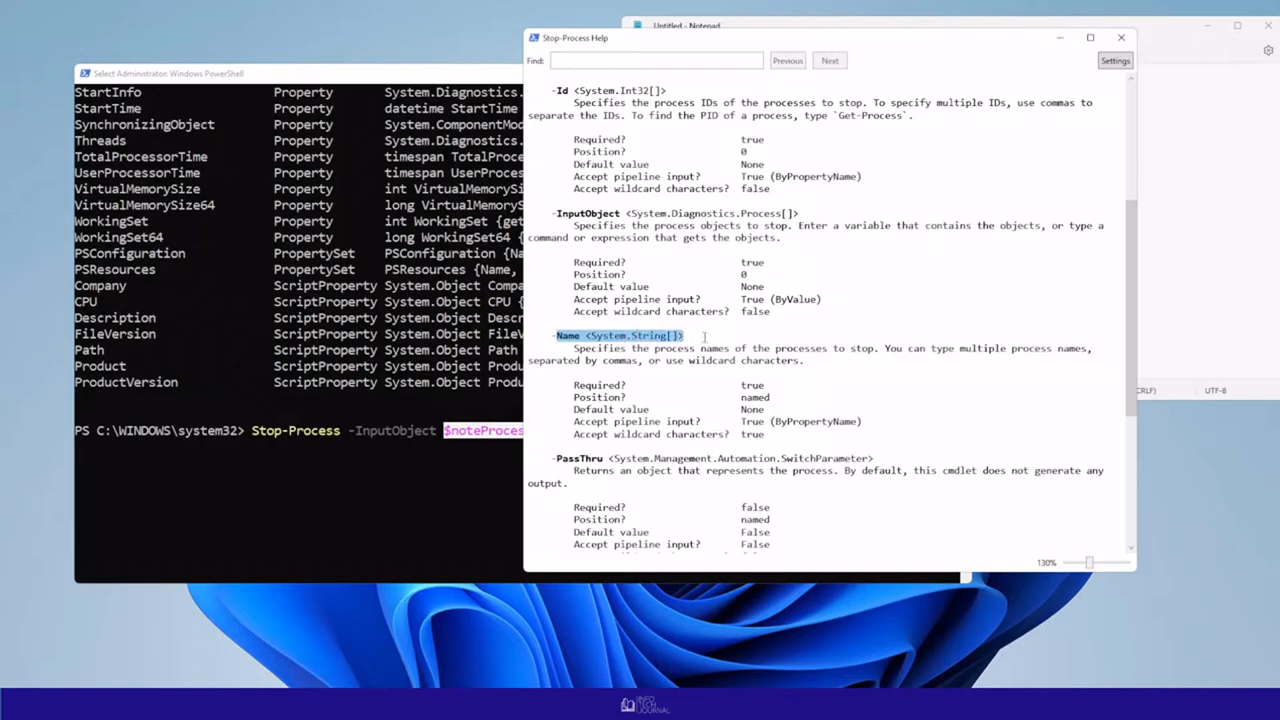 Untitled - Notepad
Stop-Process Help
Find:
Previous
Next
Settings
Select Administrator: Windows PowerShell
StartInfo Property System.Diagnostics.
StartTime Property datetime StartTime
SynchronizingObject Property System.ComponentMod
Threads Property System.Diagnostics.
TotalProcessorTime Property timespan TotalProce
UserProcessorTime Property timespan UserProces
VirtualMemorySize Property int VirtualMemorySi
VirtualMemorySize64 Property long VirtualMemoryS
WorkingSet Property int WorkingSet {get
WorkingSet64 Property long WorkingSet64 {
PSConfiguration PropertySet PSConfiguration {Na
PSResources PropertySet PSResources {Name,
Company ScriptProperty System.Object Compa
CPU ScriptProperty System.Object CPU {
Description ScriptProperty System.Object Descr
FileVersion ScriptProperty System.Object FileV
Path ScriptProperty System.Object Path
Product ScriptProperty System.Object Produ
ProductVersion ScriptProperty System.Object Produ
PS C:\WINDOWS\system32> Stop-Process -InputObject $noteProces
-Id <System.Int32[]>
Specifies the process IDs of the processes to stop. To specify multiple IDs, use commas to
separate the IDs. To find the PID of a process, type `Get-Process`.
Required? true
Position? 0
Default value None
Accept pipeline input? True (ByPropertyName)
Accept wildcard characters? false
-InputObject <System.Diagnostics.Process[]>
Specifies the process objects to stop. Enter a variable that contains the objects, or type a
command or expression that gets the objects.
Required? true
Position? 0
Default value None
Accept pipeline input? True (ByValue)
Accept wildcard characters? false
-Name <System.String[]>
Specifies the process names of the processes to stop. You can type multiple process names,
separated by commas, or use wildcard characters.
Required? true
Position? named
Default value None
Accept pipeline input? True (ByPropertyName)
Accept wildcard characters? true
-PassThru <System.Management.Automation.SwitchParameter>
Returns an object that represents the process. By default, this cmdlet does not generate any
output.
Required? false
Position? named
Default value False
Accept pipeline input? False
130%
CRLF) UTF-8
INFO
TECH
JOURNAL